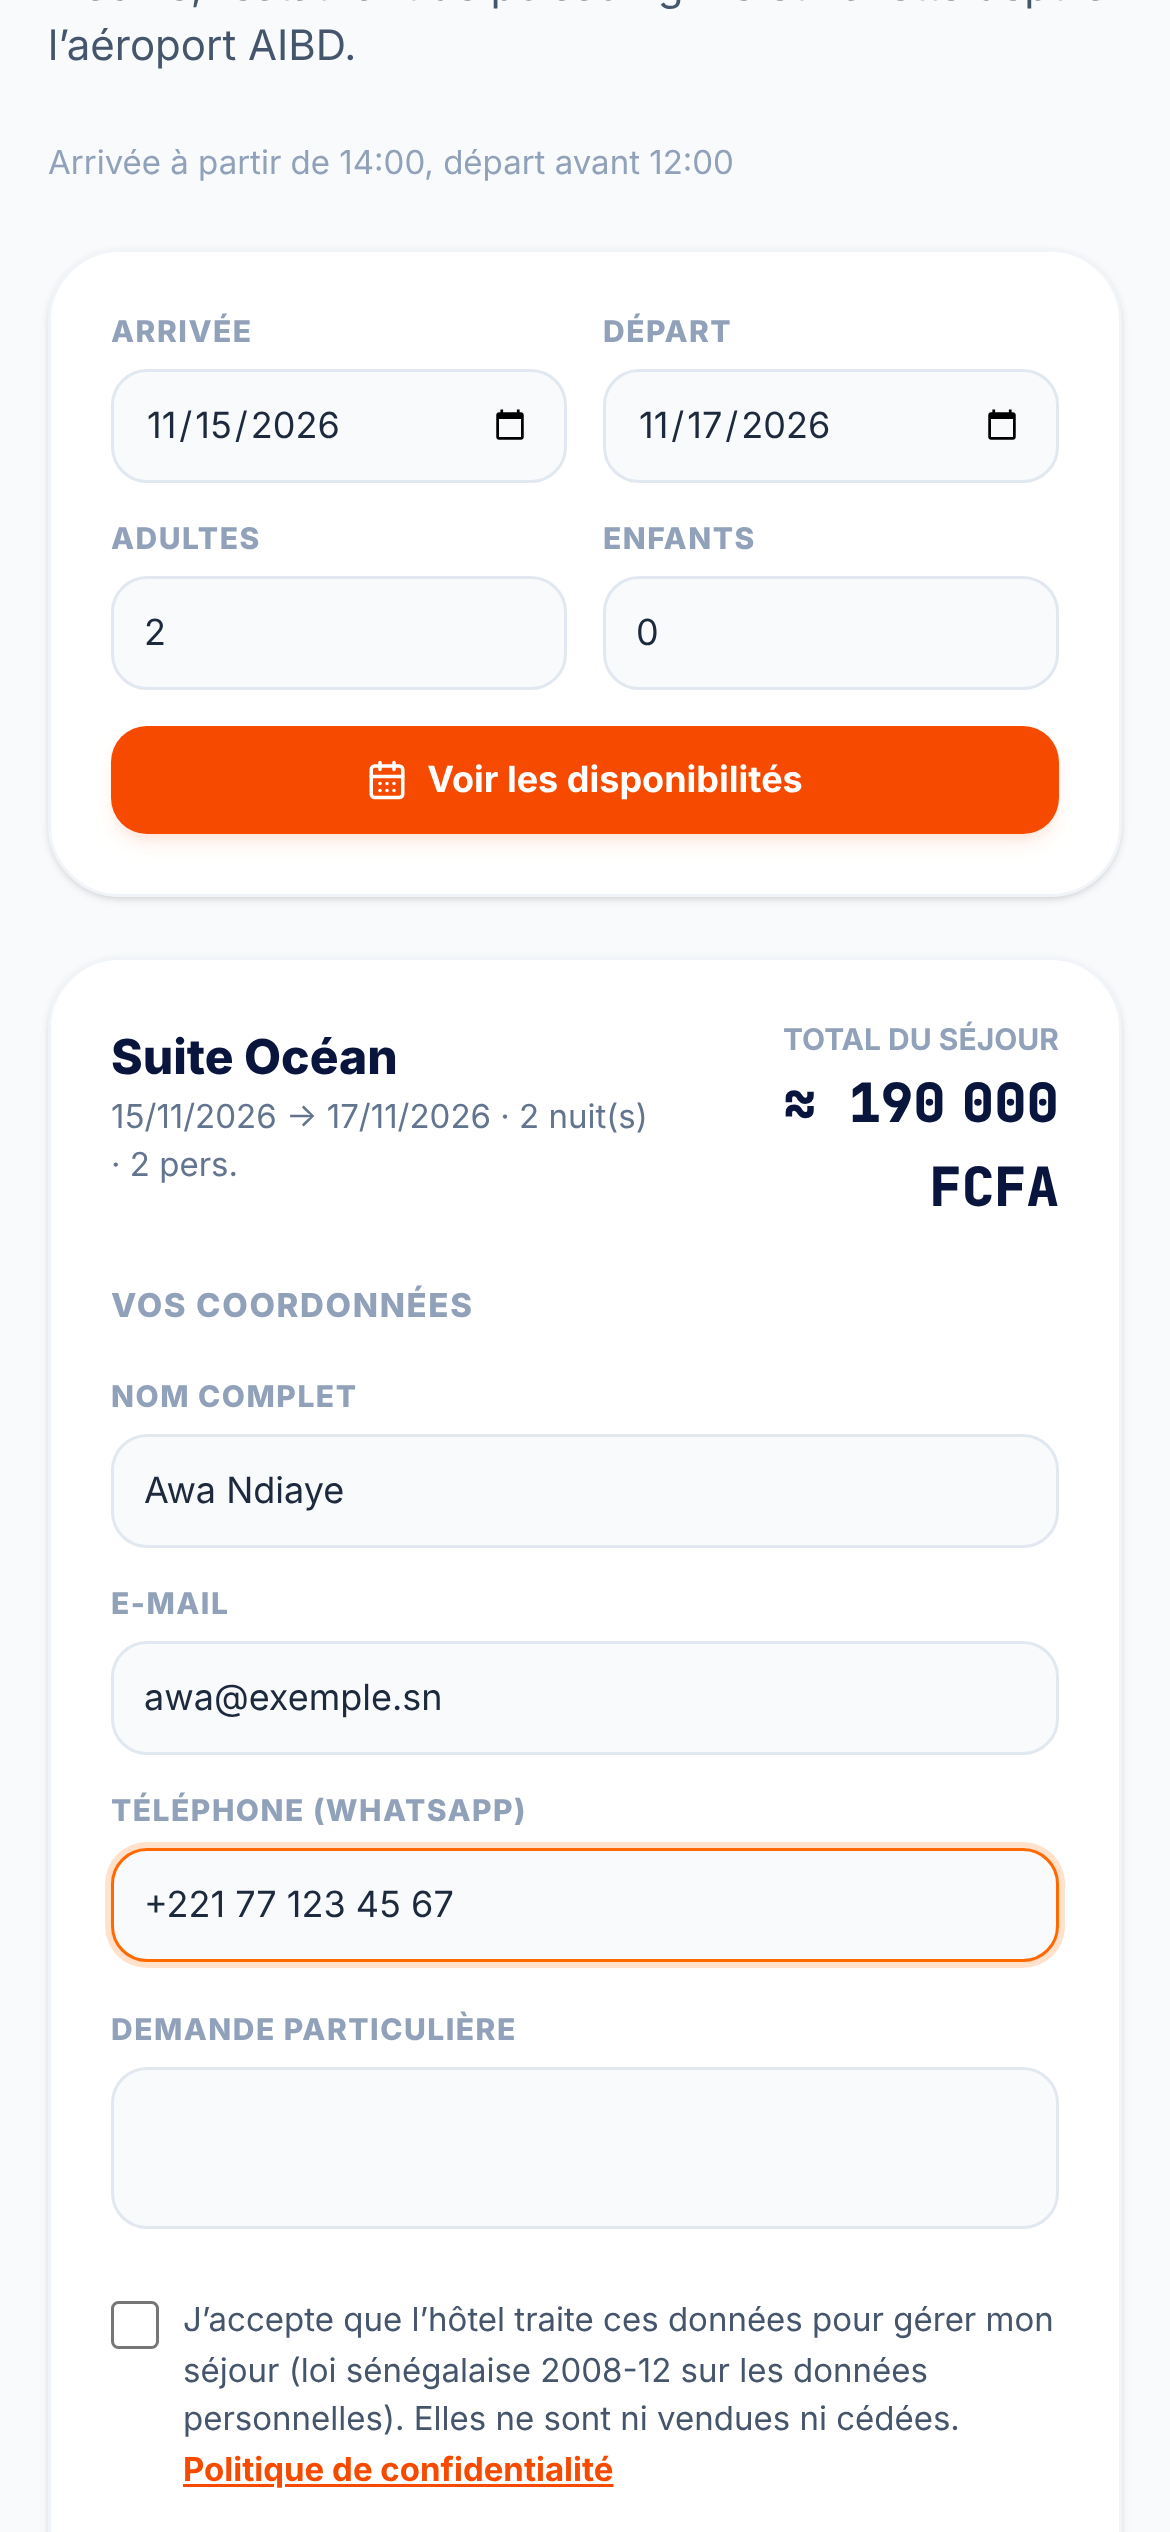 l’aéroport AIBD.
Arrivée à partir de 14:00, départ avant 12:00
ARRIVÉE
DÉPART
11/15/2026
11/17/2026
ADULTES
ENFANTS
2
0
Voir les disponibilités
Suite Océan
15/11/2026 → 17/11/2026 · 2 nuit(s)
· 2 pers.
TOTAL DU SÉJOUR
≈ 190 000
FCFA
VOS COORDONNÉES
NOM COMPLET
Awa Ndiaye
E-MAIL
awa@exemple.sn
TÉLÉPHONE (WHATSAPP)
+221 77 123 45 67
DEMANDE PARTICULIÈRE
J’accepte que l’hôtel traite ces données pour gérer mon
séjour (loi sénégalaise 2008-12 sur les données
personnelles). Elles ne sont ni vendues ni cédées.
Politique de confidentialité